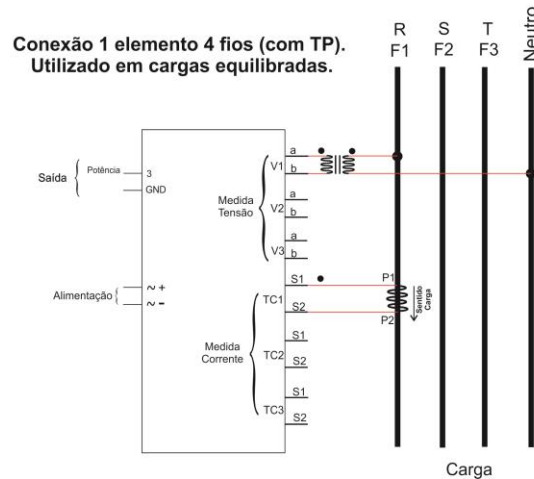 Conexão 1 elemento 4 fios (com TP).
Utilizado em cargas equilibradas.
R S T
F1 F2 F3 Neutro
a
V1
b
Saída
Potência 3
GND
a
Medida
Tensão
V2
b
a
V3
b
S1
P1
Alimentação
~ +
~ -
TC1
Sentido
Carga
S2
P2
S1
Medida
Corrente
TC2
S2
S1
TC3
S2
Carga